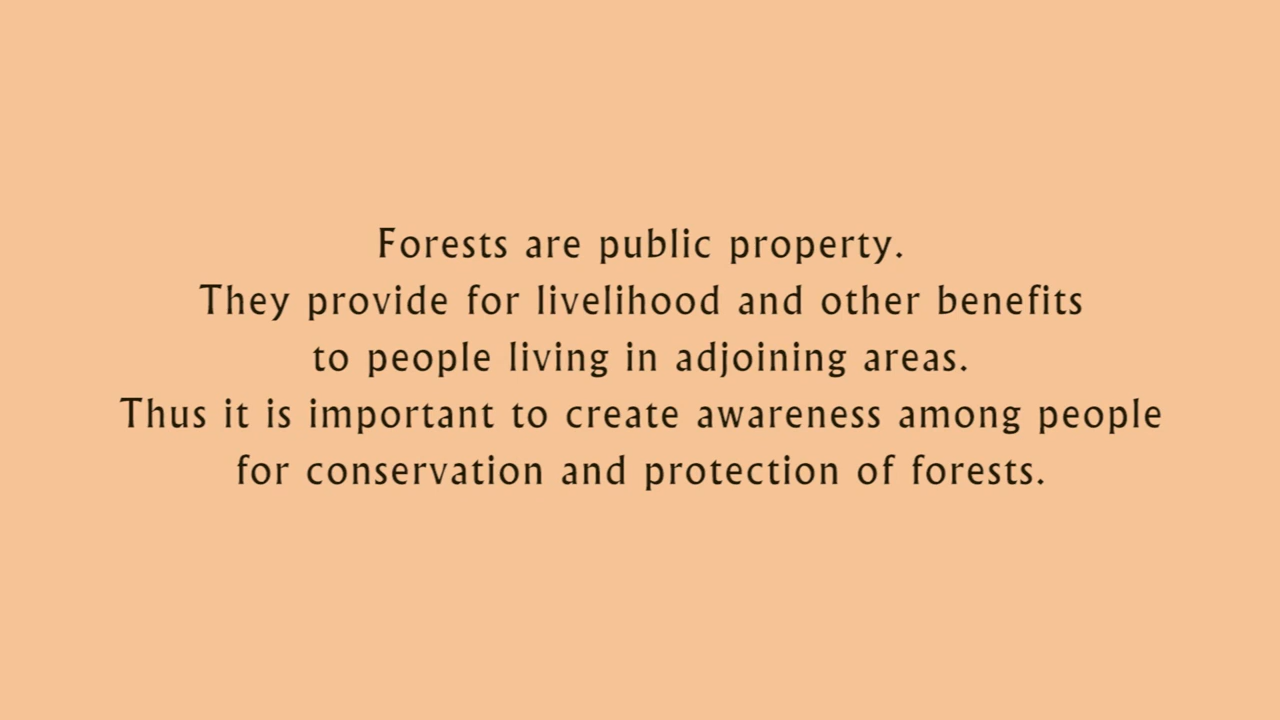 Forests are public property.
They provide for livelihood and other benefits
to people living in adjoining areas.
Thus it is important to create awareness among people
for conservation and protection of forests.